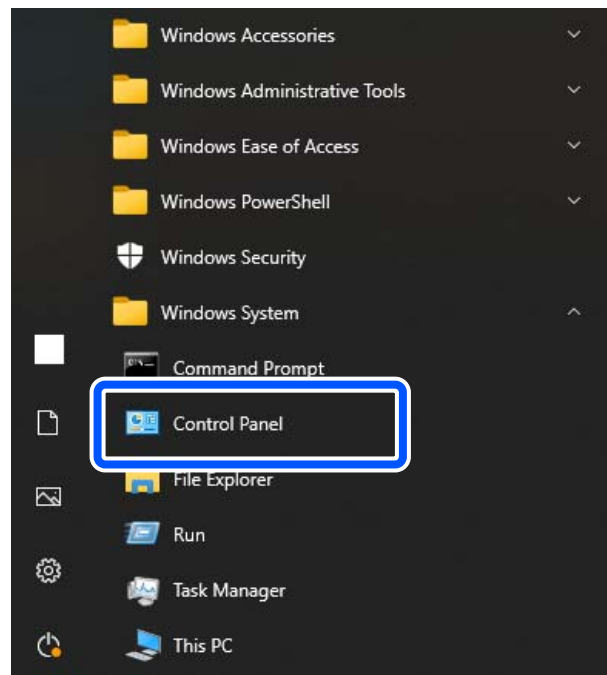 Windows Accessories
Windows Administrative Tools
Windows Ease of Access
Windows PowerShell
Windows Security
Windows System
Command Prompt
Control Panel
File Explorer
Run
Task Manager
This PC